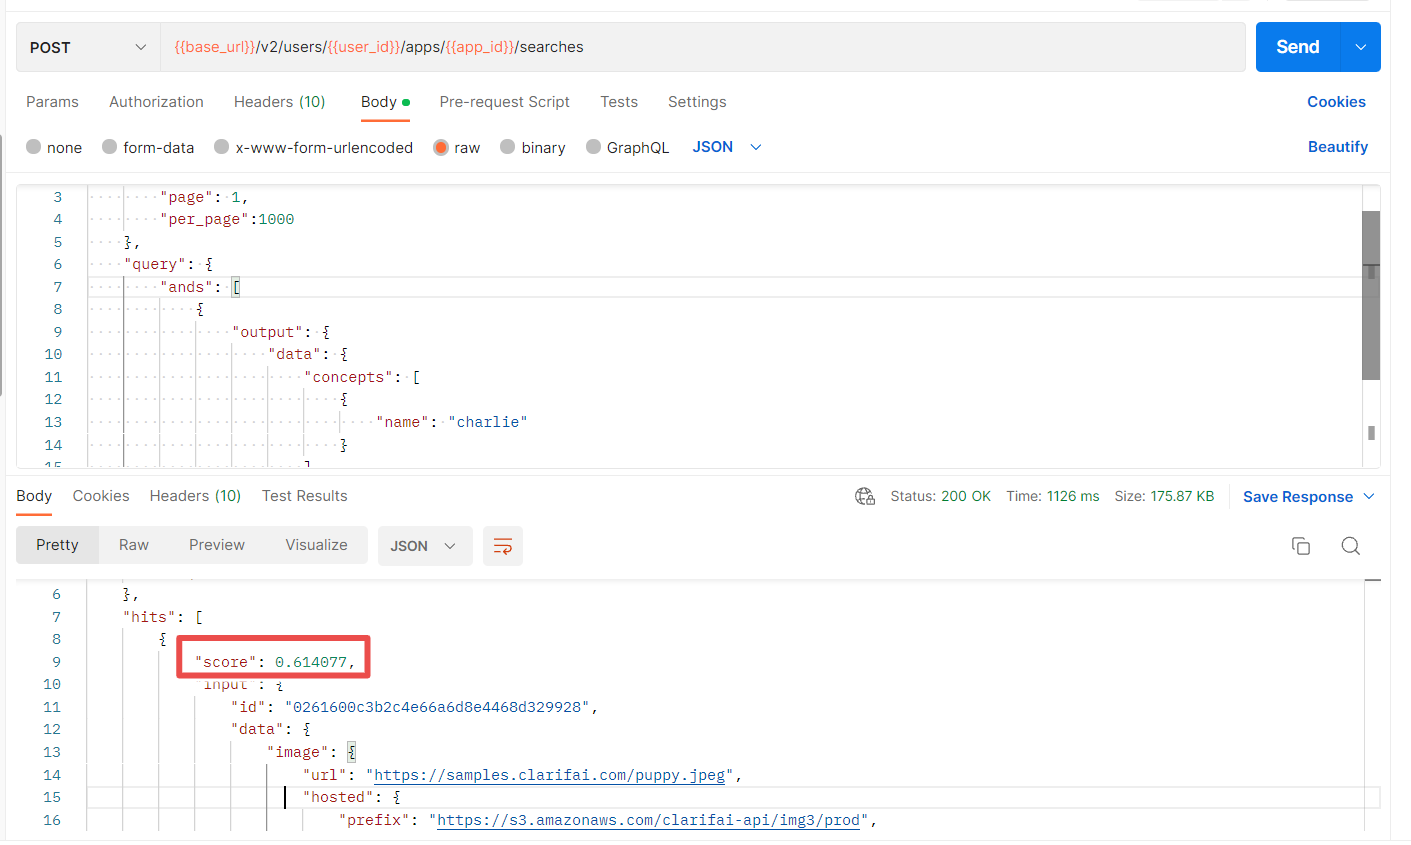 POST {{base_url}}/v2/users/{{user_id}}/apps/{{app_id}}/searches Send
Params Authorization Headers (10) Body Pre-request Script Tests Settings Cookies
none form-data x-www-form-urlencoded raw binary GraphQL JSON Beautify
3 "page": 1,
4 "per_page":1000
5 },
6 "query": {
7 "ands": [
8 {
9 "output": {
10 "data": {
11 "concepts": [
12 {
13 "name": "charlie"
14 }
15 ]
Body Cookies Headers (10) Test Results Status: 200 OK Time: 1126 ms Size: 175.87 KB Save Response
Pretty Raw Preview Visualize JSON
6 },
7 "hits": [
8 {
9 "score": 0.614077,
10 "input": {
11 "id": "0261600c3b2c4e66a6d8e4468d329928",
12 "data": {
13 "image": {
14 "url": "https://samples.clarifai.com/puppy.jpeg",
15 "hosted": {
16 "prefix": "https://s3.amazonaws.com/clarifai-api/img3/prod",